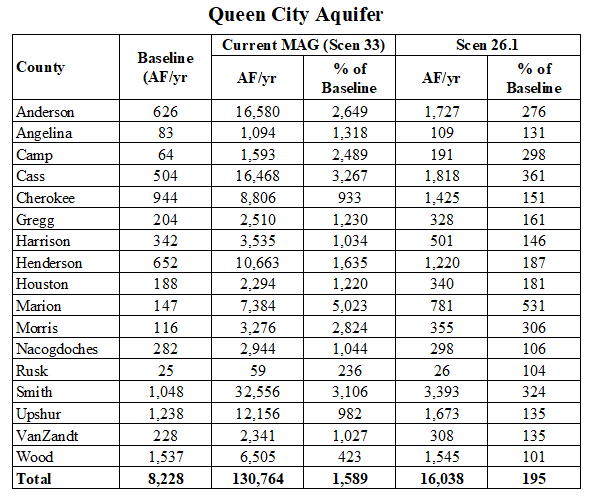 Queen City Aquifer
County Baseline (AF/yr Current MAG (Scen 33) Scen 26.1
AF/yr % of Baseline AF/yr % of Baseline
Anderson 626 16,580 2,649 1,727 276
Angelina 83 1,094 1,318 109 131
Camp 64 1,593 2,489 191 298
Cass 504 16,468 3,267 1,818 361
Cherokee 944 8,806 933 1,425 151
Gregg 204 2,510 1,230 328 161
Harrison 342 3,535 1,034 501 146
Henderson 652 10,663 1,635 1,220 187
Houston 188 2,294 1,220 340 181
Marion 147 7,384 5,023 781 531
Morris 116 3,276 2,824 355 306
Nacogdoches 282 2,944 1,044 298 106
Rusk 25 59 236 26 104
Smith 1,048 32,556 3,106 3,393 324
Upshur 1,238 12,156 982 1,673 135
VanZandt 228 2,341 1,027 308 135
Wood 1,537 6,505 423 1,545 101
Total 8,228 130,764 1,589 16,038 195